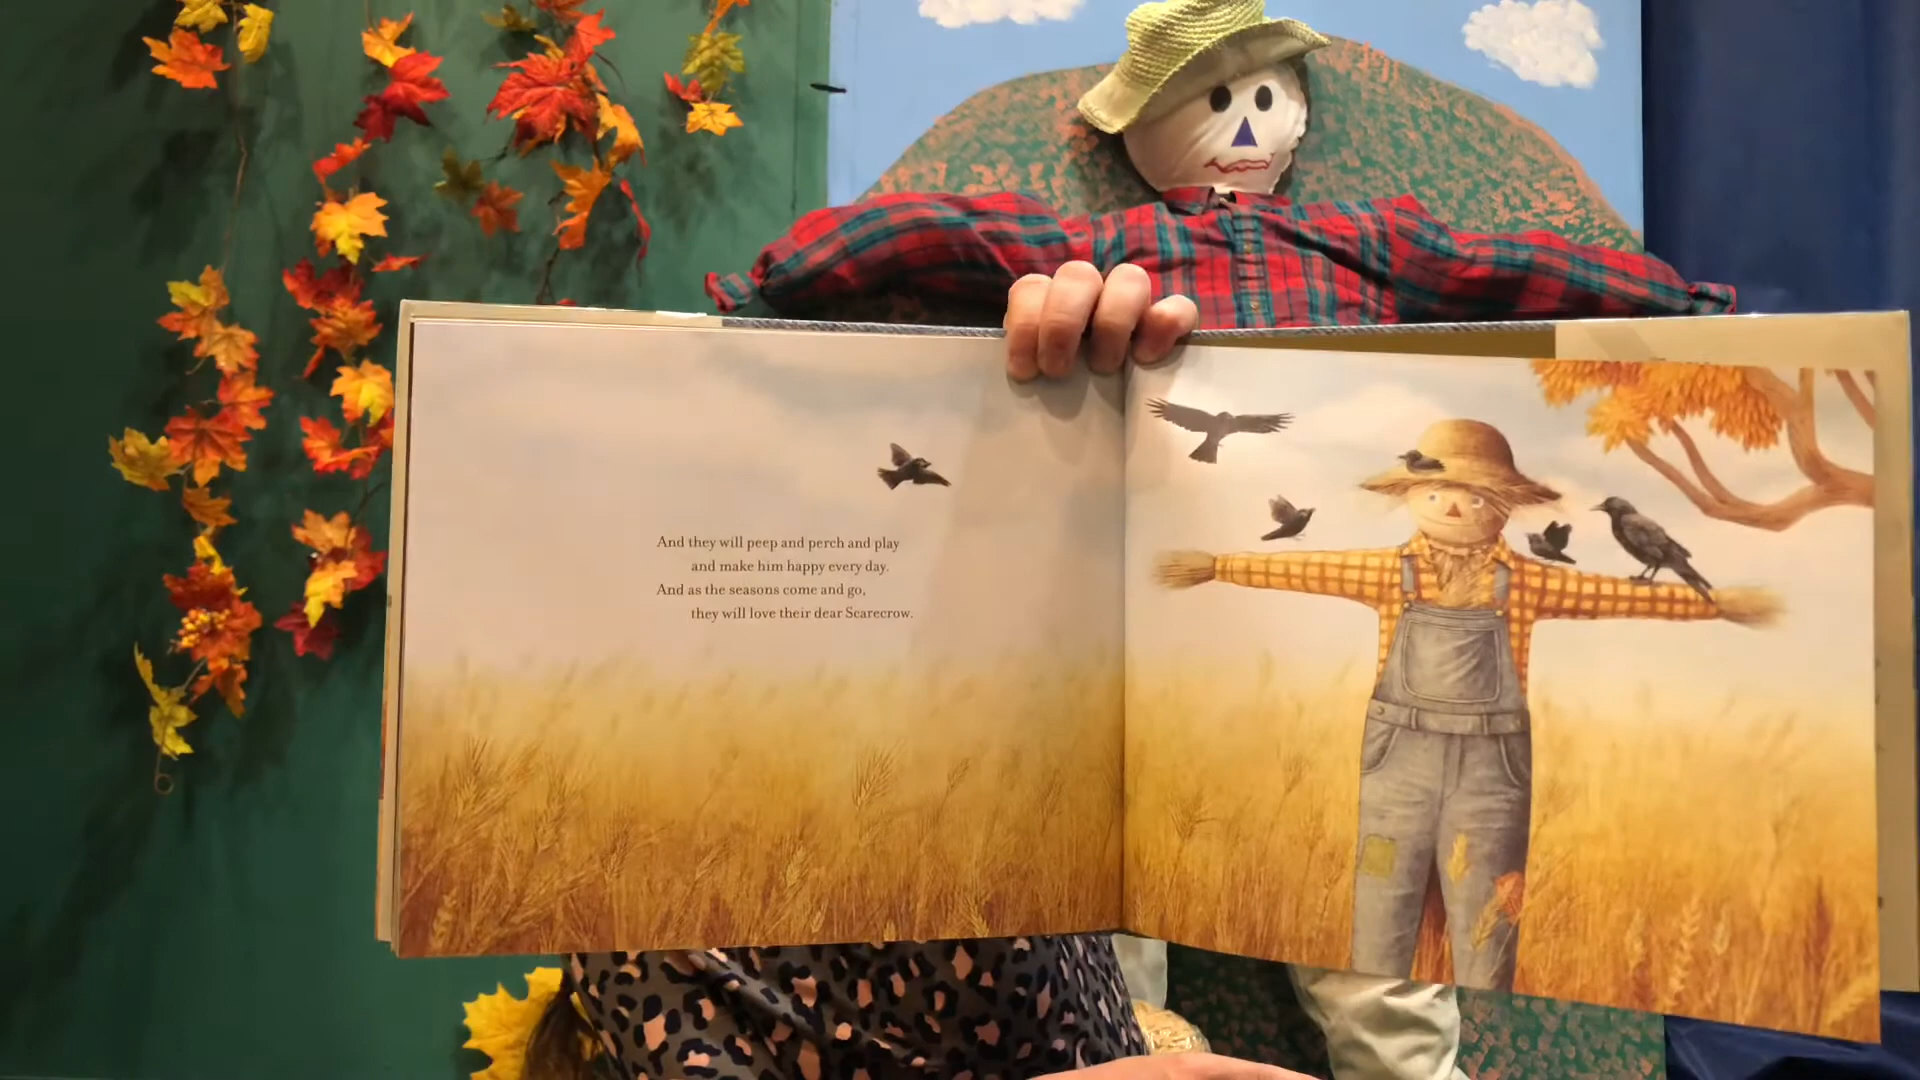 And they will peep and perch and play
and make him happy every day.
And as the seasons come and go,
they will love their dear Scarecrow.